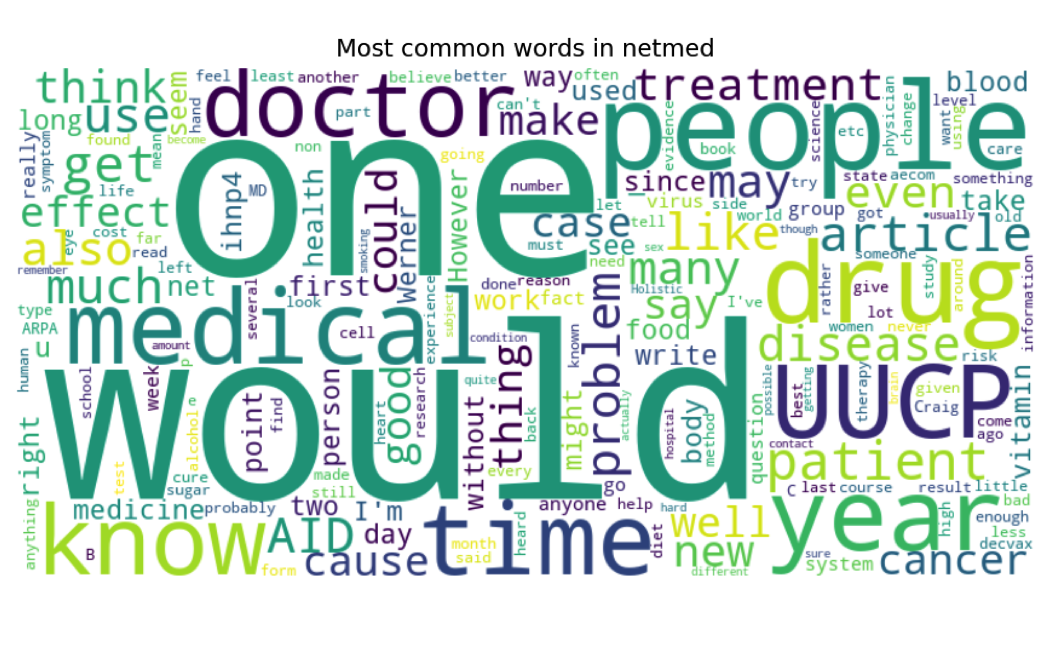 Most common words in netmed
think feel least another believe better way often used treatment blood
long use seem hand doctor part can't make people evidence book science etc physician change level want using care
really symptom found mean become non going
get life MD number since may try state aecom something
effect ihnp4 health could Werner However one let virus side world group got usually old take even
also eye cost far read smoking case must see tell sex like though article
remember left first done reason need many Holistic someone
much net several look experience work fact say I've drug rather give lot study around never women information
type ARPA u medical cell subject condition known problem food write disease risk
human amount p school week would quite thing possible best getting therapy brain given UUCP Craig come ago vitamin
right point find person heart good research without back might actually hospital body method question contact patient
test alcohol e cure sugar made still every go C last course result little bad
anything medicine probably two I'm anyone help hard well high enough less decvax
know B form AID day cause time month said heard diet new different sure system year cancer